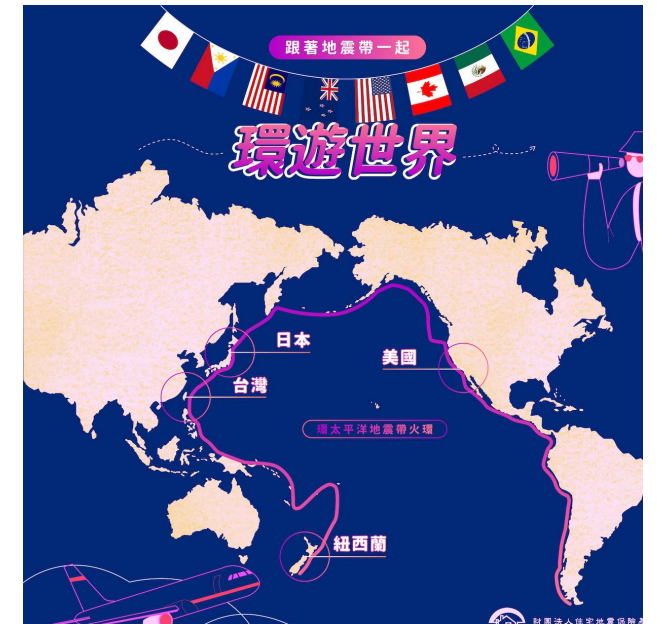 跟著地震帶一起
環遊世界
日本
美國
台灣
環太平洋地震帶火環
紐西蘭
財團法人住宅地震保險